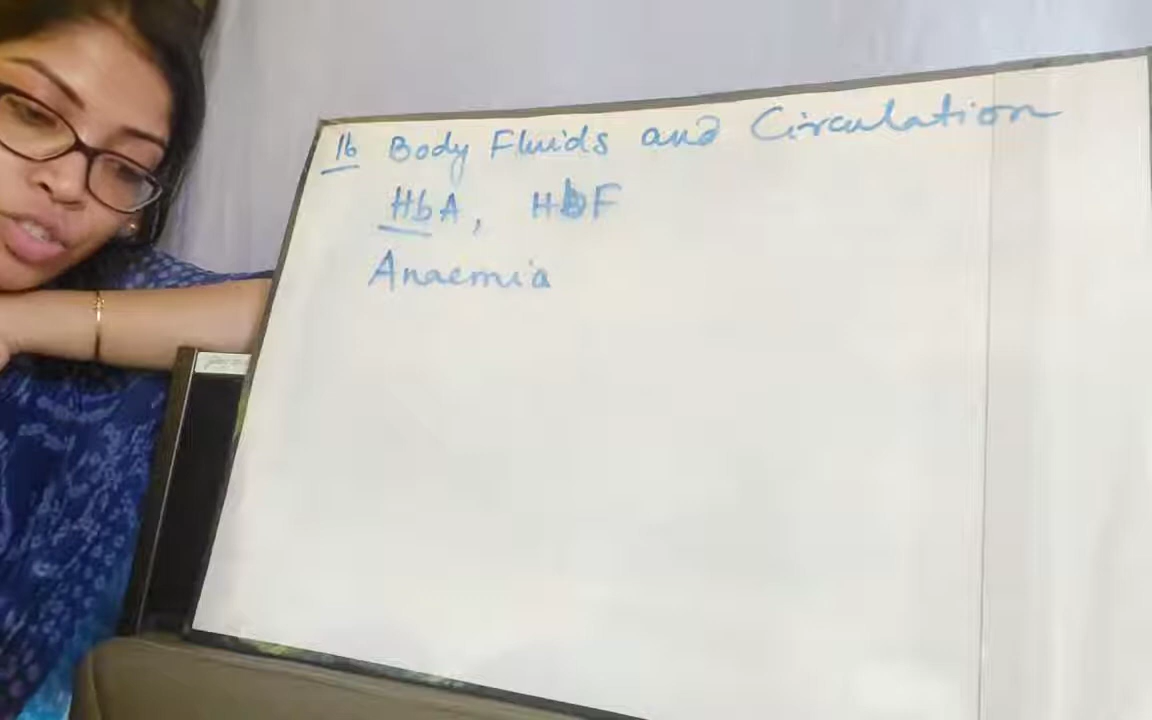 16 Body Fluids and Circulation
HbA, HbF
Anaemia